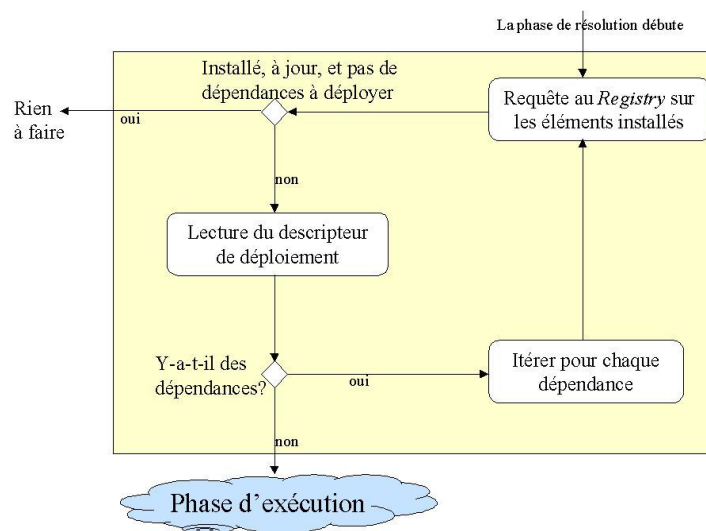 La phase de résolution débute
Installé, à jour, et pas de
dépendances à déployer
Requête au Registry sur
les éléments installés
Rien
à faire
oui
non
Lecture du descripteur
de déploiement
Y-a-t-il des
dépendances?
oui
Itérer pour chaque
dépendance
non
Phase d'exécution